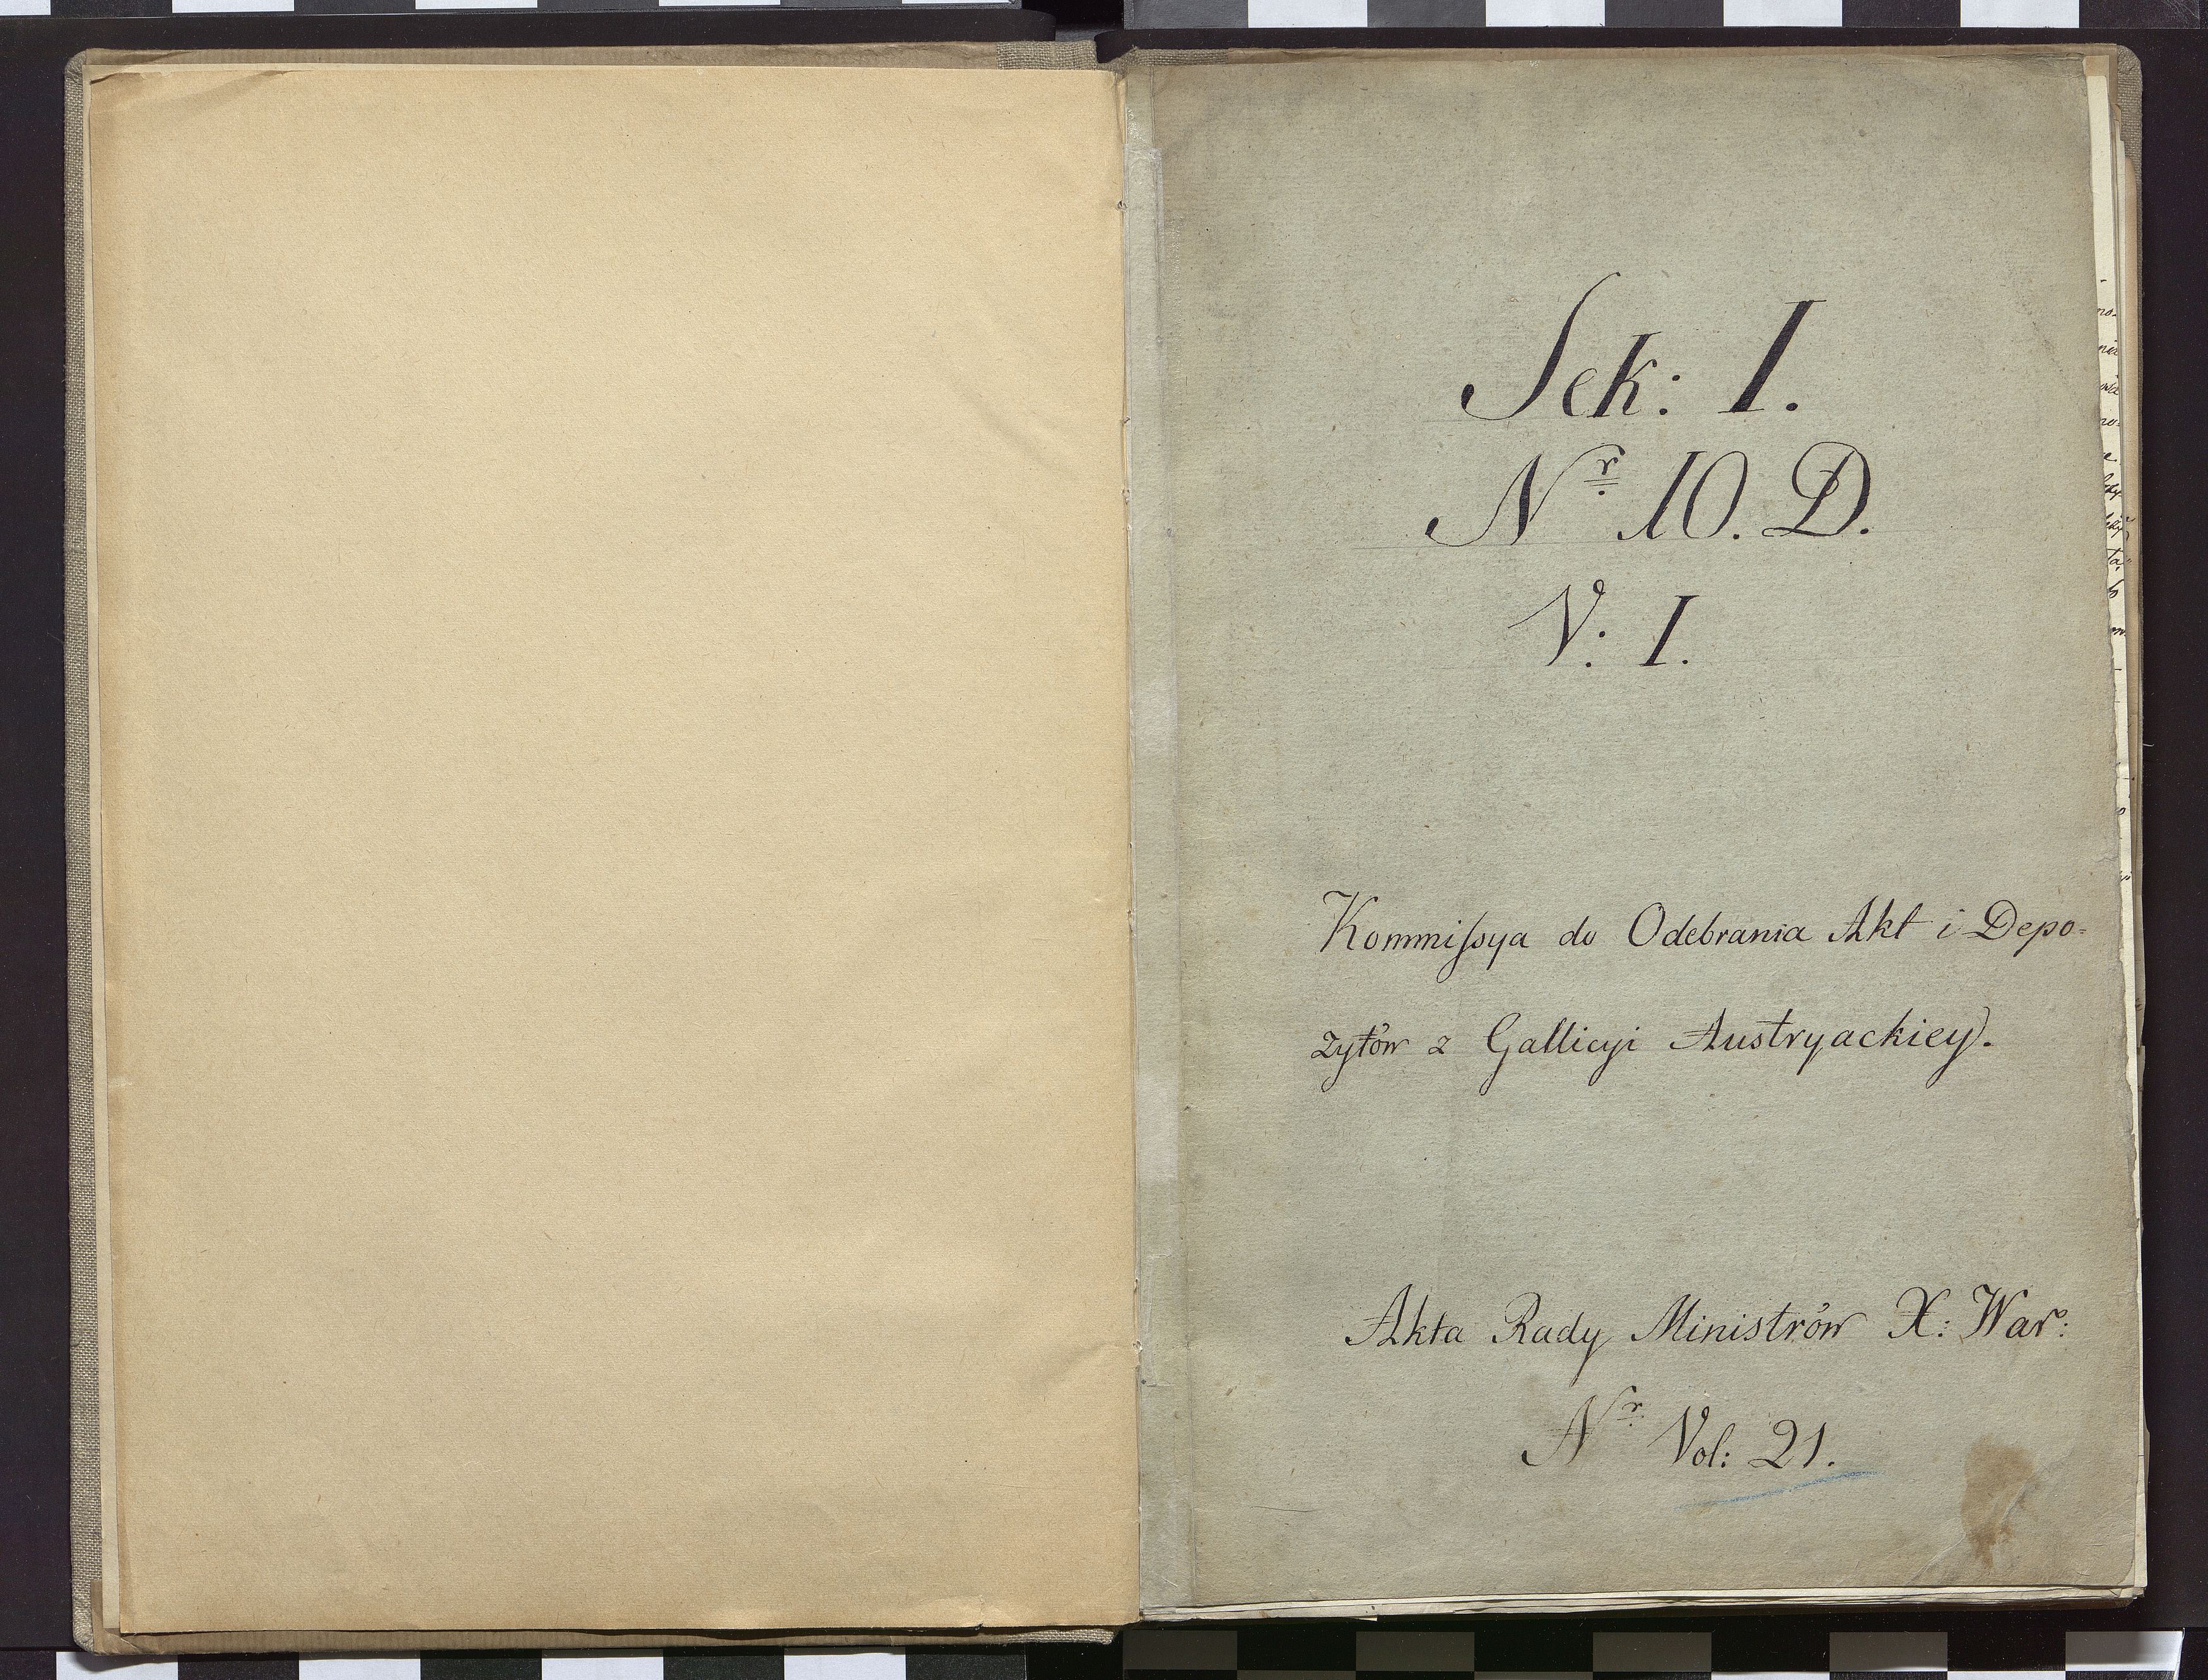 Sek: I.
Nr 10. D.
V: I.
Kommiſsya do Odebrania Akt i Depo=
zytów z Gallicyi Austryackiey.
Akta Rady Ministrów X: War:
Nr Vol: 21.